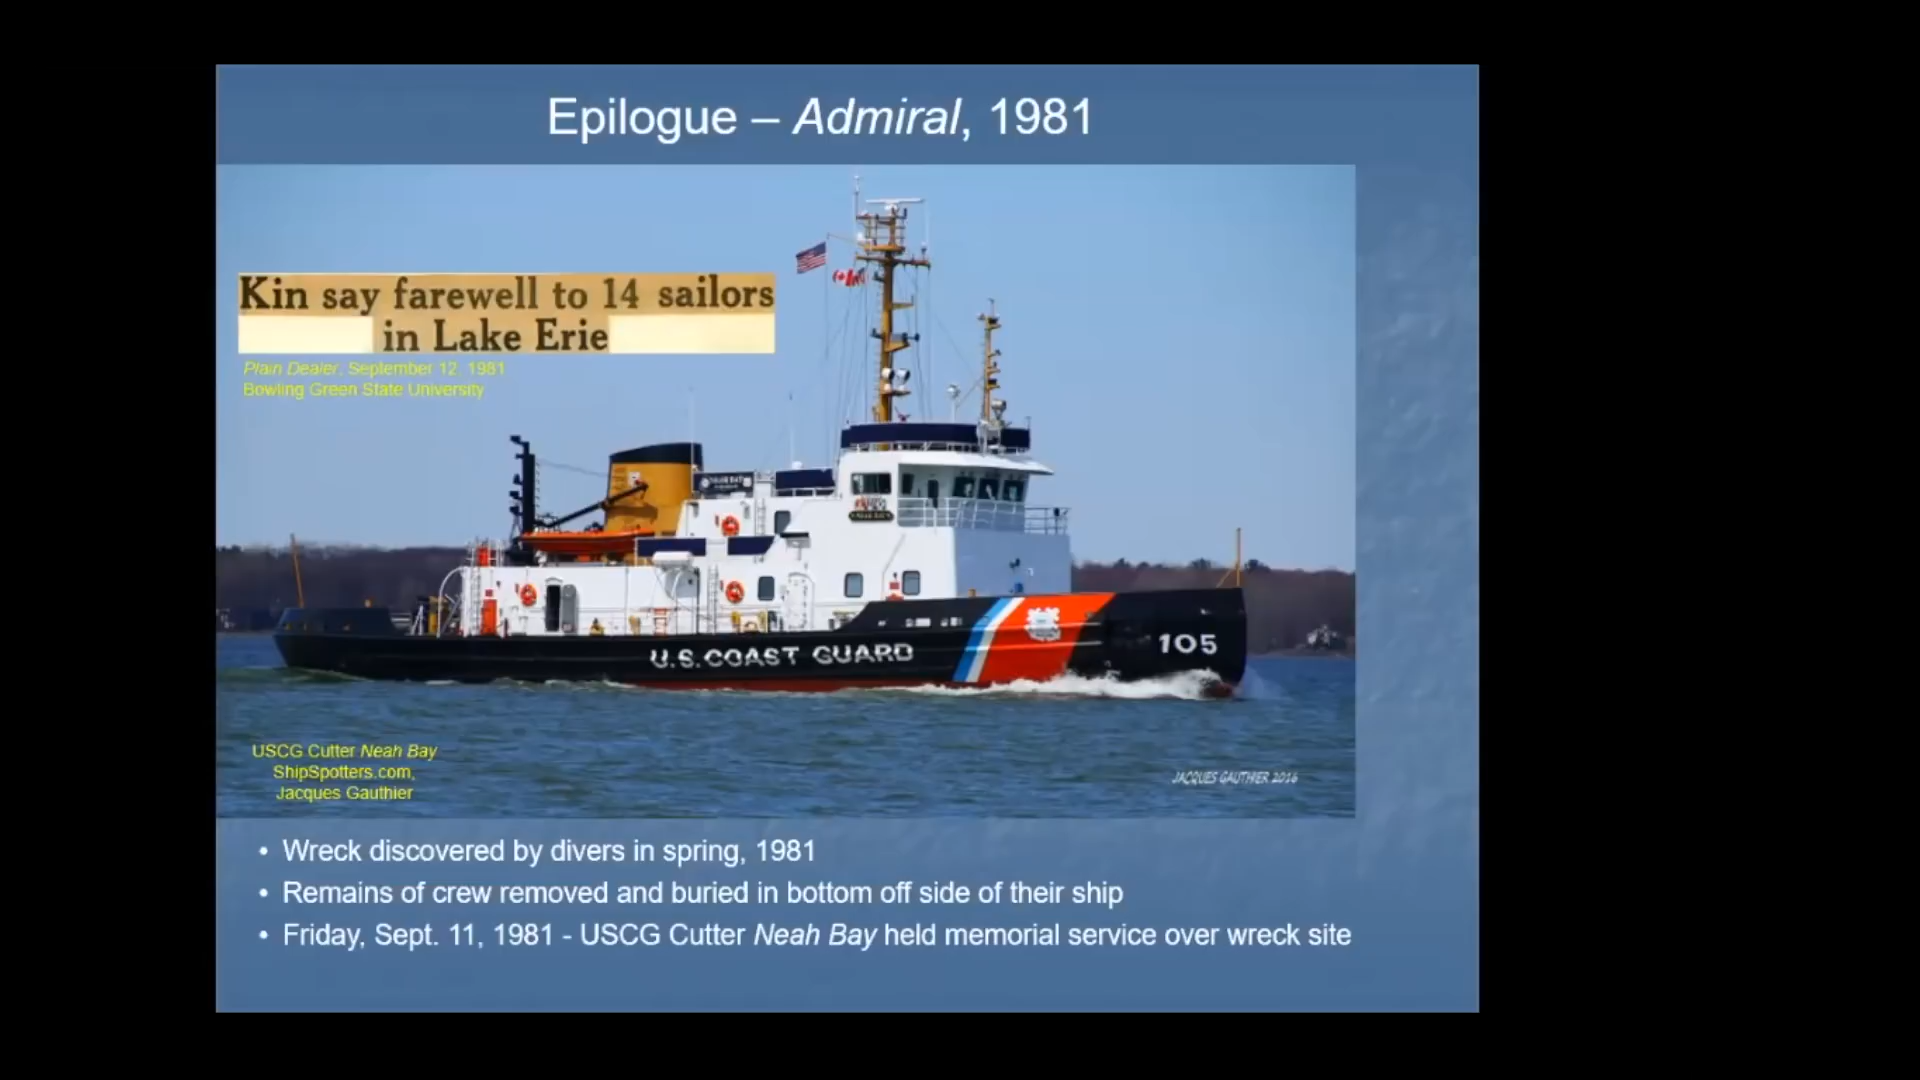 Epilogue – Admiral, 1981
Kin say farewell to 14 sailors
in Lake Erie
Plain Dealer, September 12, 1981
Bowling Green State University
NEAH BAY
U.S.COAST GUARD
105
USCG Cutter Neah Bay
ShipSpotters.com,
Jacques Gauthier
JACQUES GAUTHIER 2016
• Wreck discovered by divers in spring, 1981
• Remains of crew removed and buried in bottom off side of their ship
• Friday, Sept. 11, 1981 - USCG Cutter Neah Bay held memorial service over wreck site